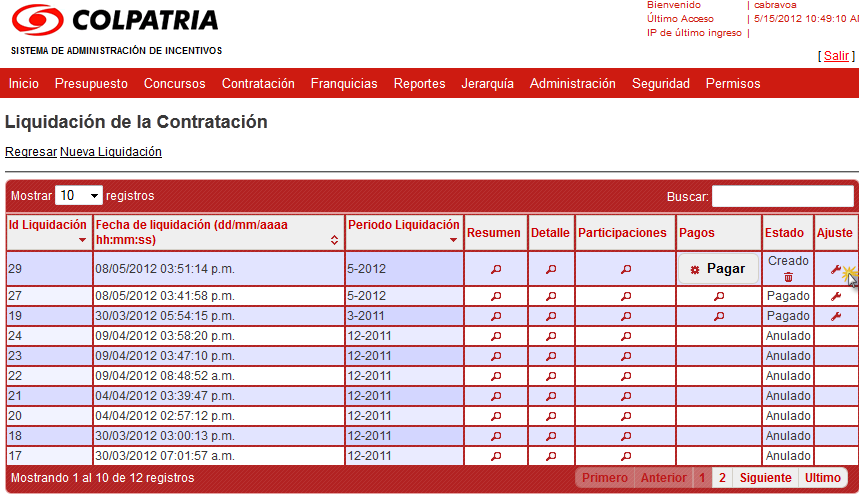 COLPATRIA
SISTEMA DE ADMINISTRACIÓN DE INCENTIVOS
Bienvenido | cabravoa
Último Acceso | 5/15/2012 10:49:10 A
IP de último ingreso |
[ Salir ]
Inicio Presupuesto Concursos Contratación Franquicias Reportes Jerarquía Administración Seguridad Permisos
Liquidación de la Contratación
Regresar Nueva Liquidación
Mostrar 10 registros Buscar:
Id Liquidación Fecha de liquidación (dd/mm/aaaa hh:mm:ss) Periodo Liquidación Resumen Detalle Participaciones Pagos Estado Ajuste
29 08/05/2012 03:51:14 p.m. 5-2012 Pagar Creado
27 08/05/2012 03:41:58 p.m. 5-2012 Pagado
19 30/03/2012 05:54:15 p.m. 3-2011 Pagado
24 09/04/2012 03:58:20 p.m. 12-2011 Anulado
23 09/04/2012 03:47:10 p.m. 12-2011 Anulado
22 09/04/2012 08:48:52 a.m. 12-2011 Anulado
21 04/04/2012 03:39:47 p.m. 12-2011 Anulado
20 04/04/2012 02:57:12 p.m. 12-2011 Anulado
18 30/03/2012 03:00:13 p.m. 12-2011 Anulado
17 30/03/2012 07:01:57 a.m. 12-2011 Anulado
Mostrando 1 al 10 de 12 registros Primero Anterior 1 2 Siguiente Ultimo